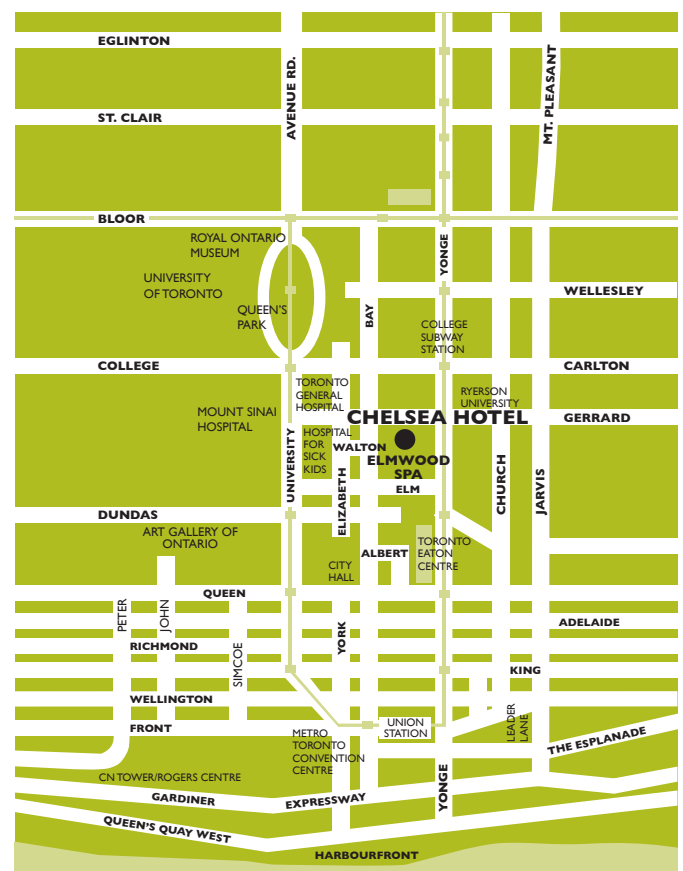 EGLINTON
AVENUE RD.
MT. PLEASANT
ST. CLAIR
BLOOR
ROYAL ONTARIO
MUSEUM
YONGE
UNIVERSITY
OF TORONTO
WELLESLEY
QUEEN'S
PARK
BAY
COLLEGE
SUBWAY
STATION
COLLEGE
CARLTON
TORONTO
GENERAL
HOSPITAL
RYERSON
UNIVERSITY
MOUNT SINAI
HOSPITAL
CHELSEA HOTEL
GERRARD
HOSPITAL
FOR
SICK
KIDS
WALTON
ELMWOOD
SPA
UNIVERSITY
ELIZABETH
ELM
CHURCH
JARVIS
DUNDAS
ART GALLERY OF
ONTARIO
TORONTO
EATON
CENTRE
ALBERT
CITY
HALL
QUEEN
PETER
JOHN
ADELAIDE
YORK
RICHMOND
SIMCOE
KING
WELLINGTON
FRONT
UNION
STATION
LEADER
LANE
METRO
TORONTO
CONVENTION
CENTRE
THE ESPLANADE
CN TOWER/ROGERS CENTRE
YONGE
GARDINER
EXPRESSWAY
QUEEN'S QUAY WEST
HARBOURFRONT